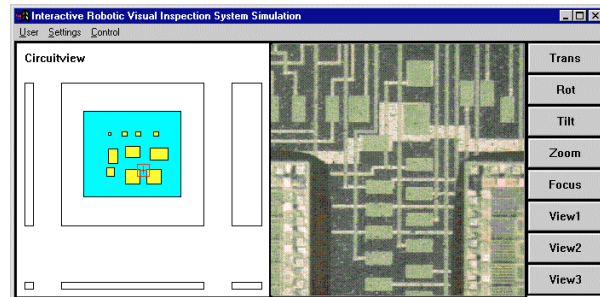 Interactive Robotic Visual Inspection System Simulation
User Settings Control
Circuitview
Trans
Rot
Tilt
Zoom
Focus
View1
View2
View3